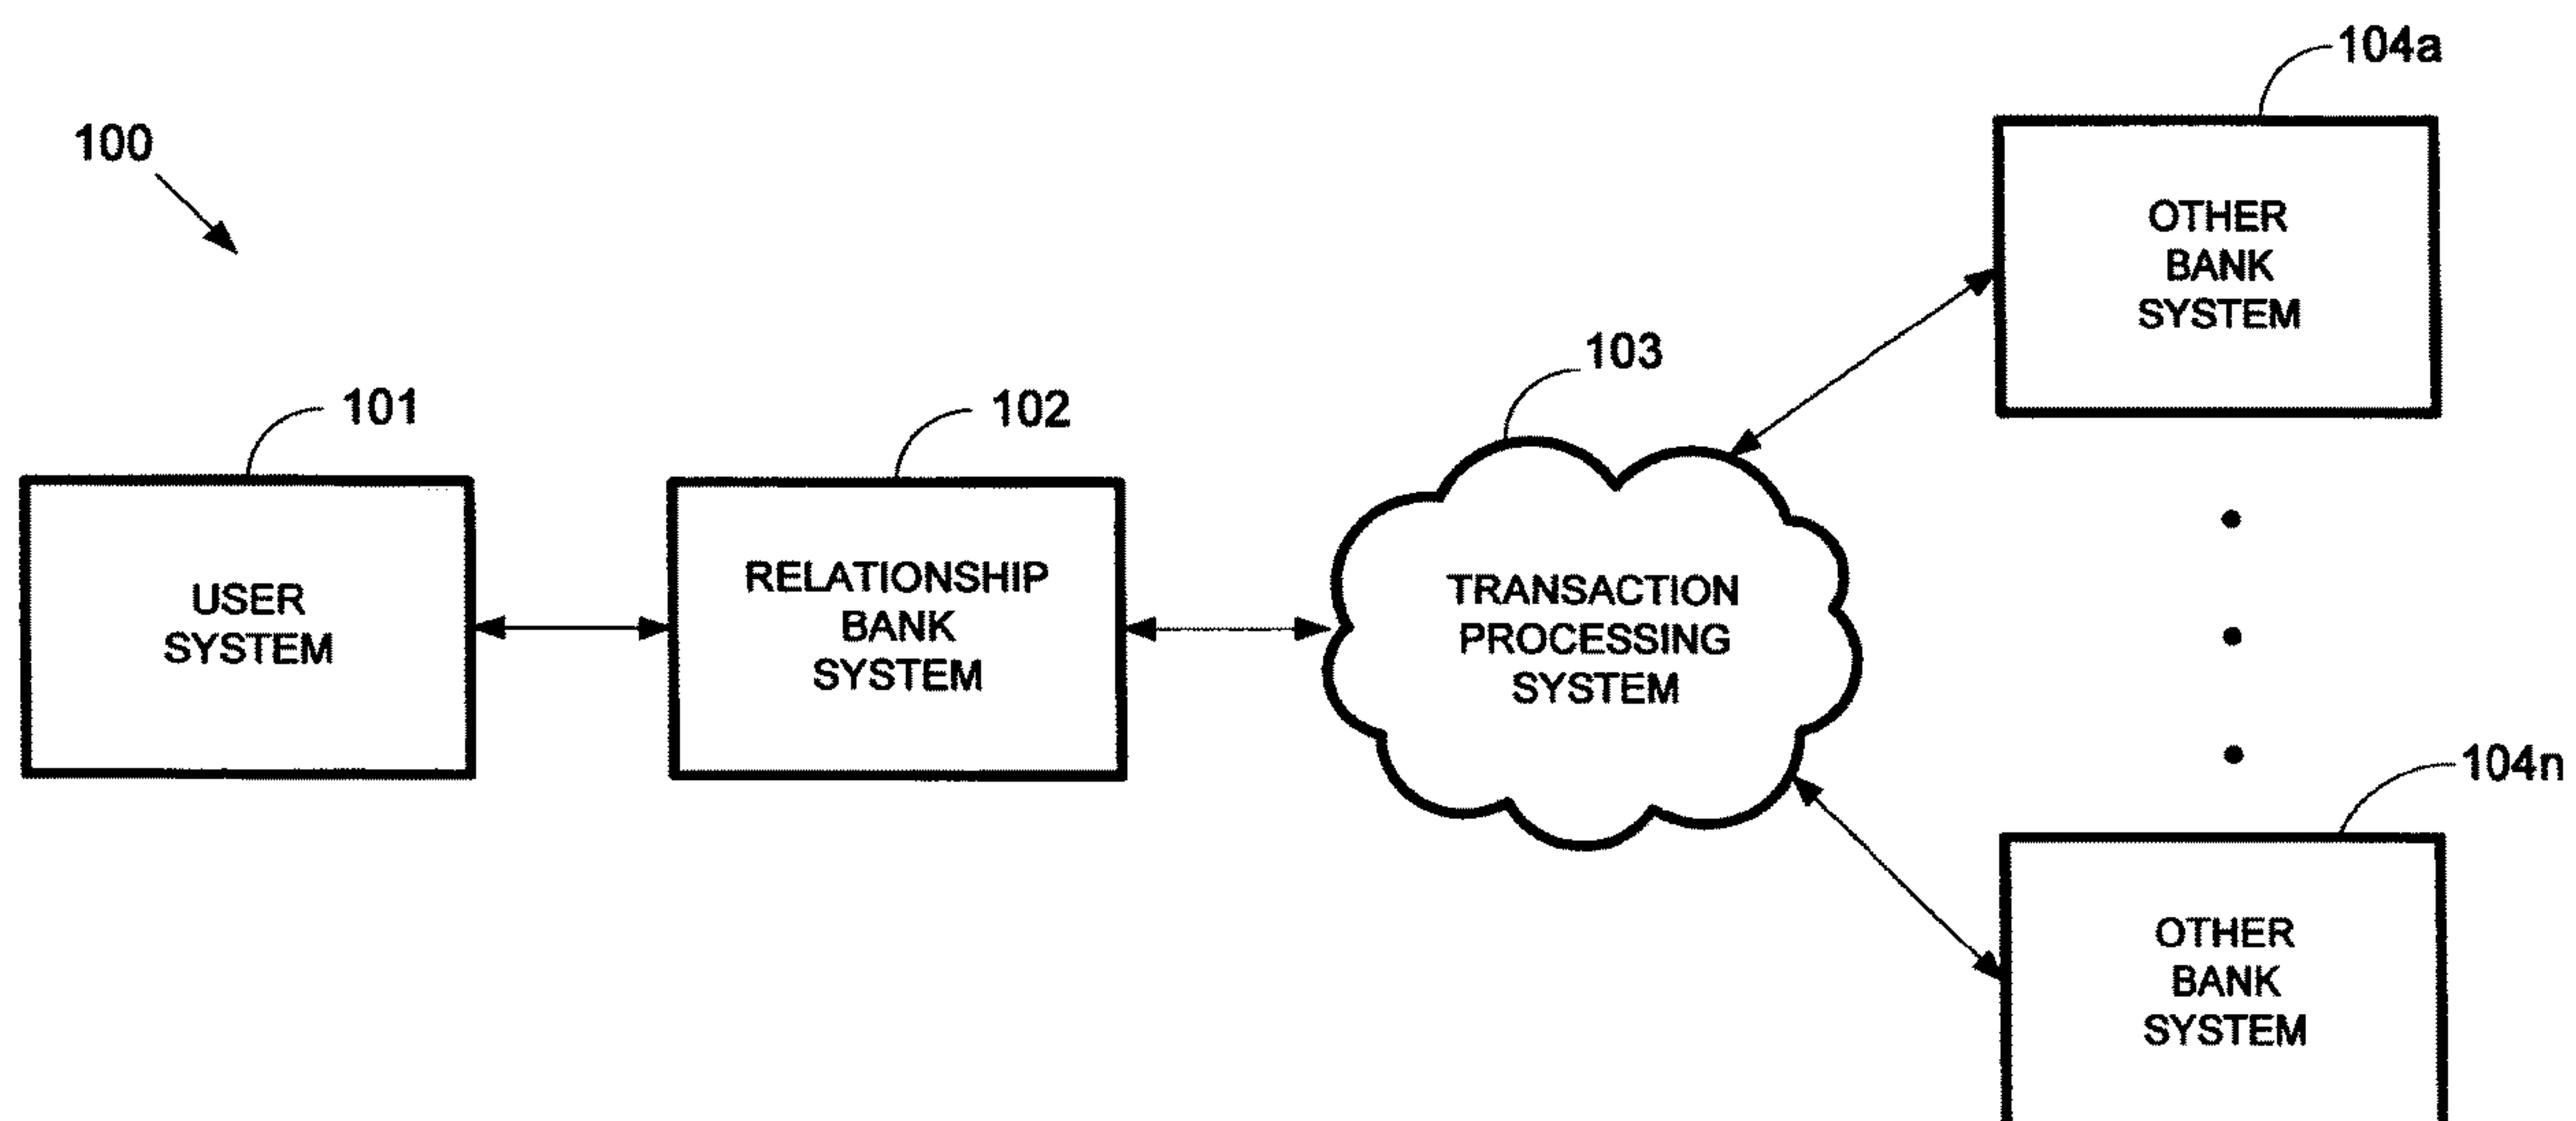 100
101
USER
SYSTEM
102
RELATIONSHIP
BANK
SYSTEM
103
TRANSACTION
PROCESSING
SYSTEM
104a
OTHER
BANK
SYSTEM
104n
OTHER
BANK
SYSTEM